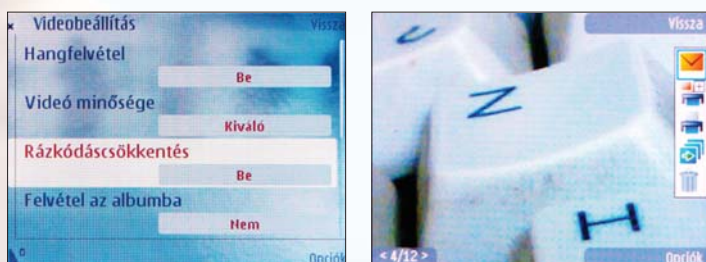 Videobeállítás
Vissza
Hangfelvétel
Be
Videó minősége
Kiváló
Rázkódáscsökkentés
Be
Felvétel az albumba
Nem
Opciók
Vissza
N
H
< 4/12 >
Opciók